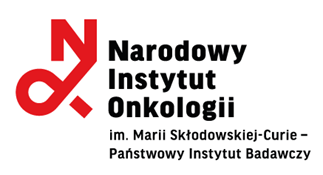 Narodowy
Instytut
Onkologii
im. Marii Skłodowskiej-Curie –
Państwowy Instytut Badawczy